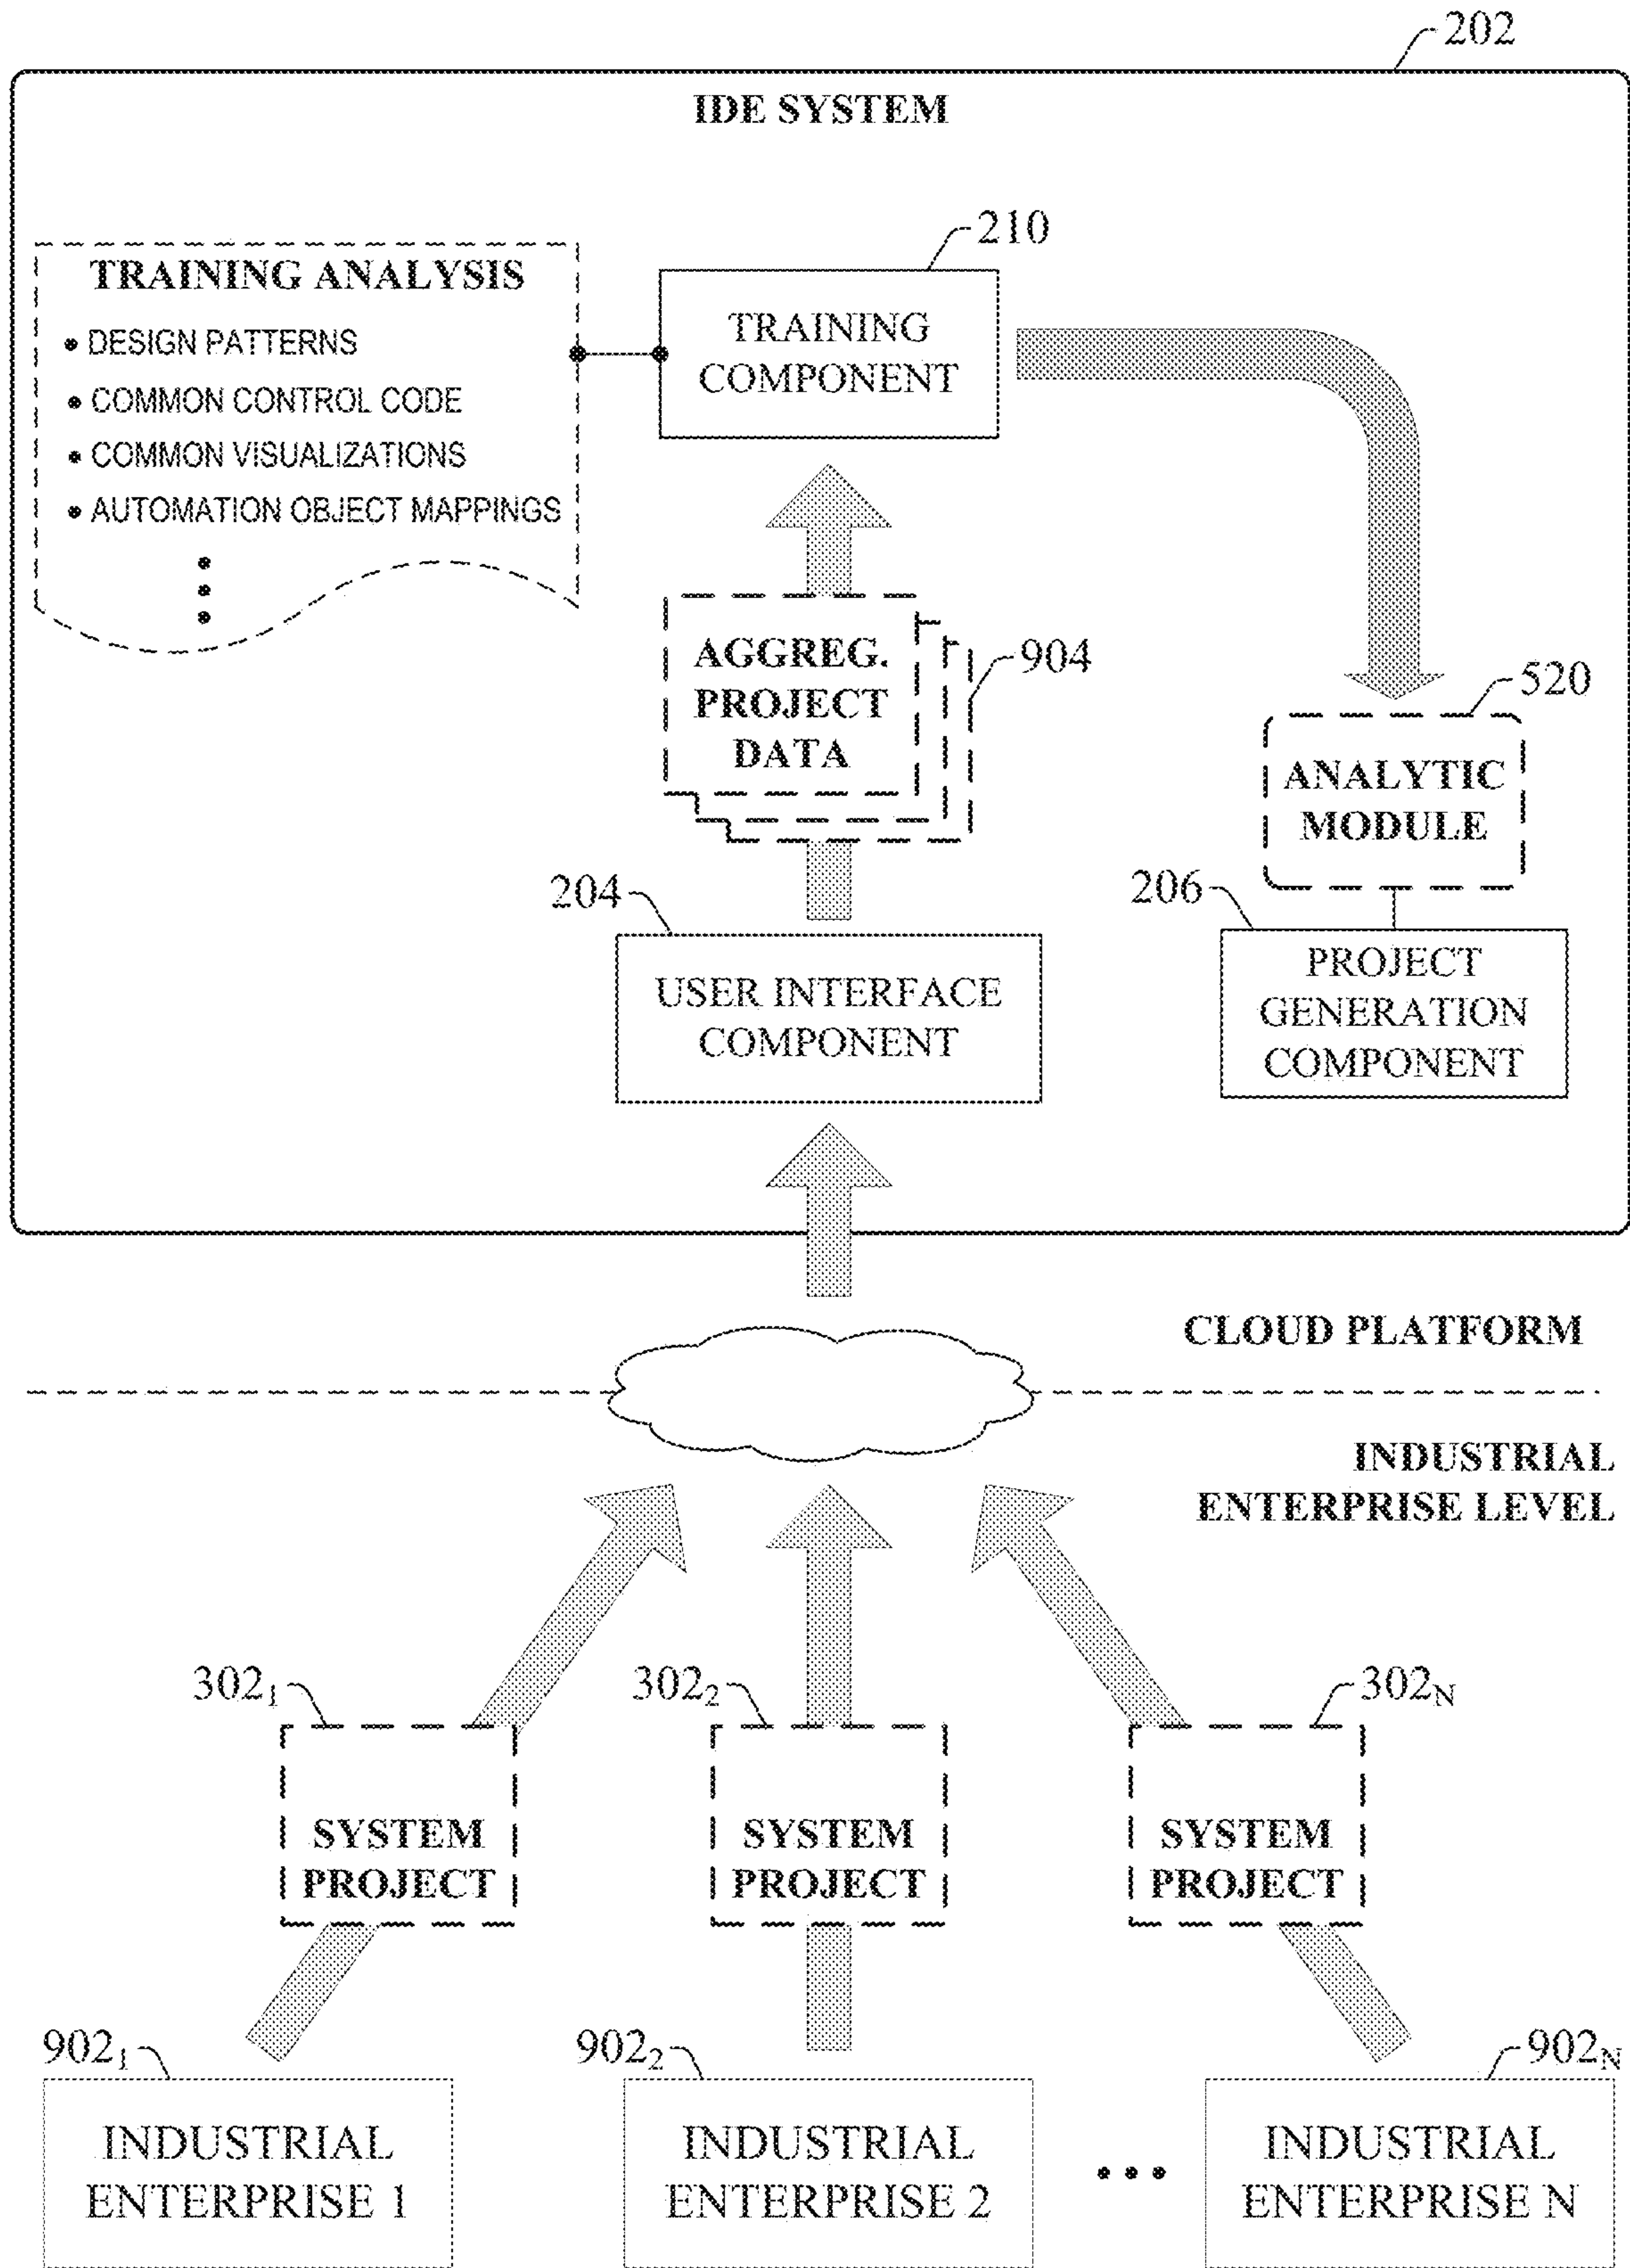 202
IDE SYSTEM
210
TRAINING ANALYSIS
• DESIGN PATTERNS
• COMMON CONTROL CODE
• COMMON VISUALIZATIONS
• AUTOMATION OBJECT MAPPINGS
TRAINING
COMPONENT
AGGREG.
PROJECT
DATA
904
520
ANALYTIC
MODULE
204
USER INTERFACE
COMPONENT
206
PROJECT
GENERATION
COMPONENT
CLOUD PLATFORM
INDUSTRIAL
ENTERPRISE LEVEL
302₁
SYSTEM
PROJECT
302₂
SYSTEM
PROJECT
302N
SYSTEM
PROJECT
902₁
INDUSTRIAL
ENTERPRISE 1
902₂
INDUSTRIAL
ENTERPRISE 2
•••
902N
INDUSTRIAL
ENTERPRISE N